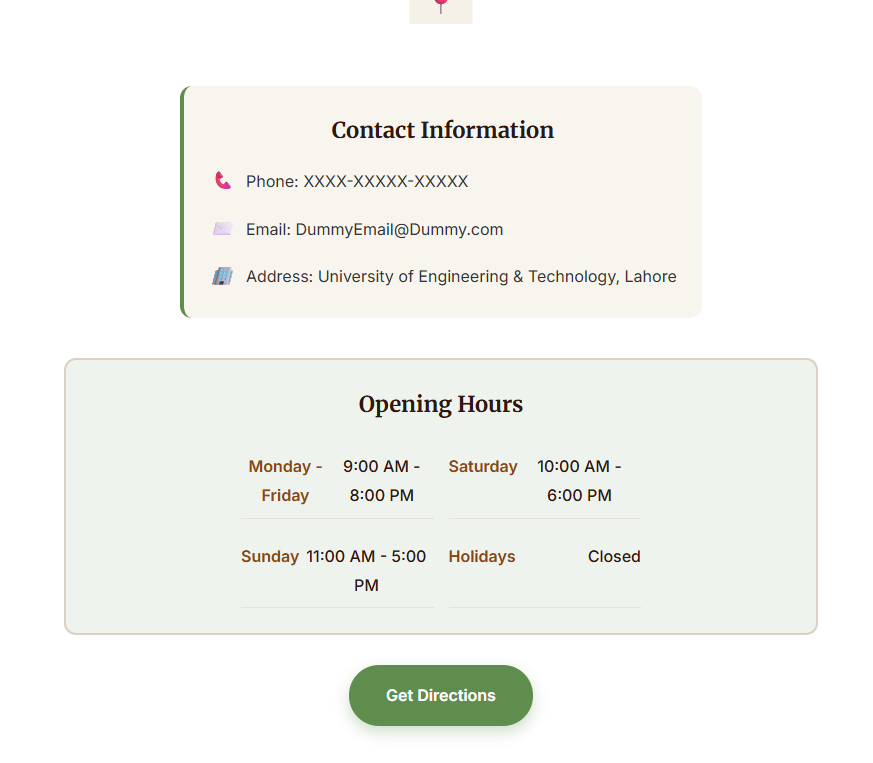 Contact Information
Phone: XXXX-XXXXX-XXXXX
Email: DummyEmail@Dummy.com
Address: University of Engineering & Technology, Lahore
Opening Hours
Monday -
Friday
9:00 AM -
8:00 PM
Saturday
10:00 AM -
6:00 PM
Sunday
11:00 AM - 5:00
PM
Holidays
Closed
Get Directions